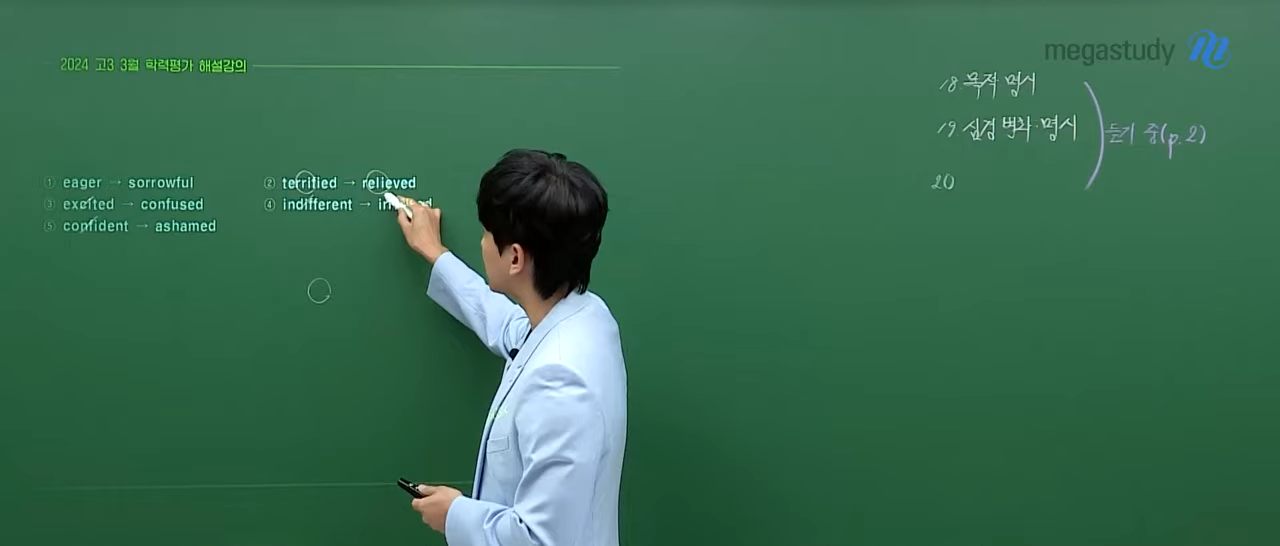 2024 고3 3월 학력평가 해설강의
megastudy
18 목적 명시
19 심경 변화·명시
듣기 중(p.2)
20
① eager → sorrowful
② terrified → relieved
③ excited → confused
④ indifferent →
⑤ confident → ashamed